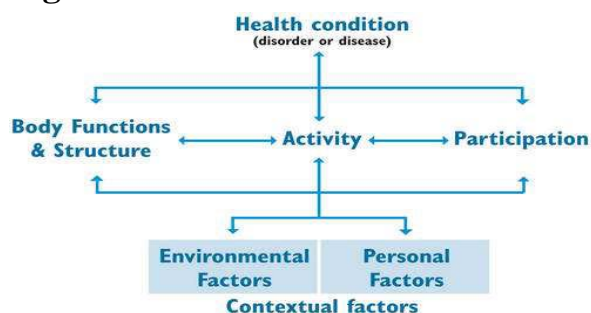 Health condition
(disorder or disease)
Body Functions
& Structure
Activity
Participation
Environmental
Factors
Personal
Factors
Contextual factors